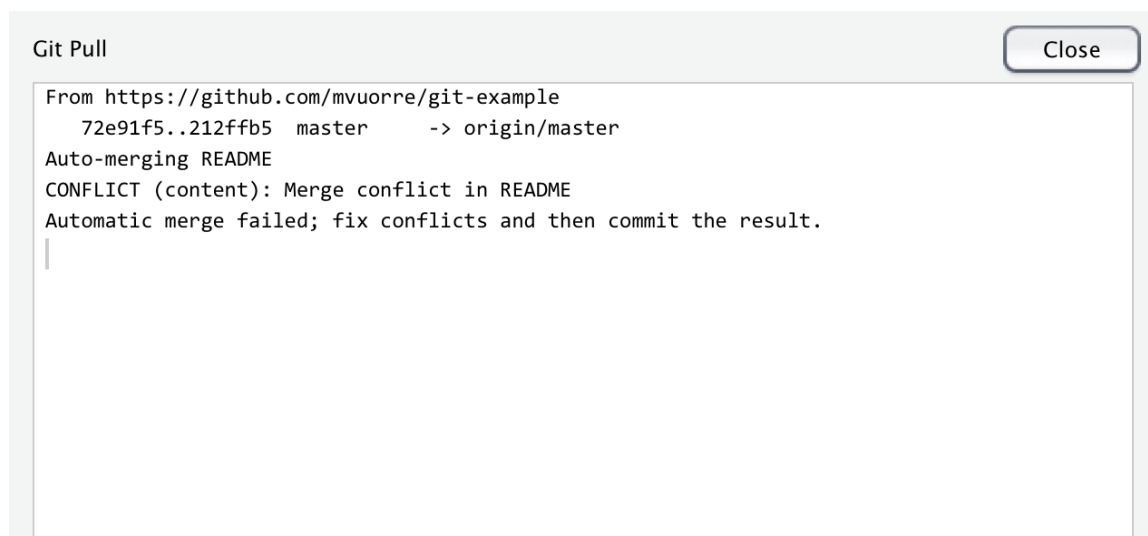 Git Pull
Close
From https://github.com/mvuorre/git-example
   72e91f5..212ffb5  master     -> origin/master
Auto-merging README
CONFLICT (content): Merge conflict in README
Automatic merge failed; fix conflicts and then commit the result.